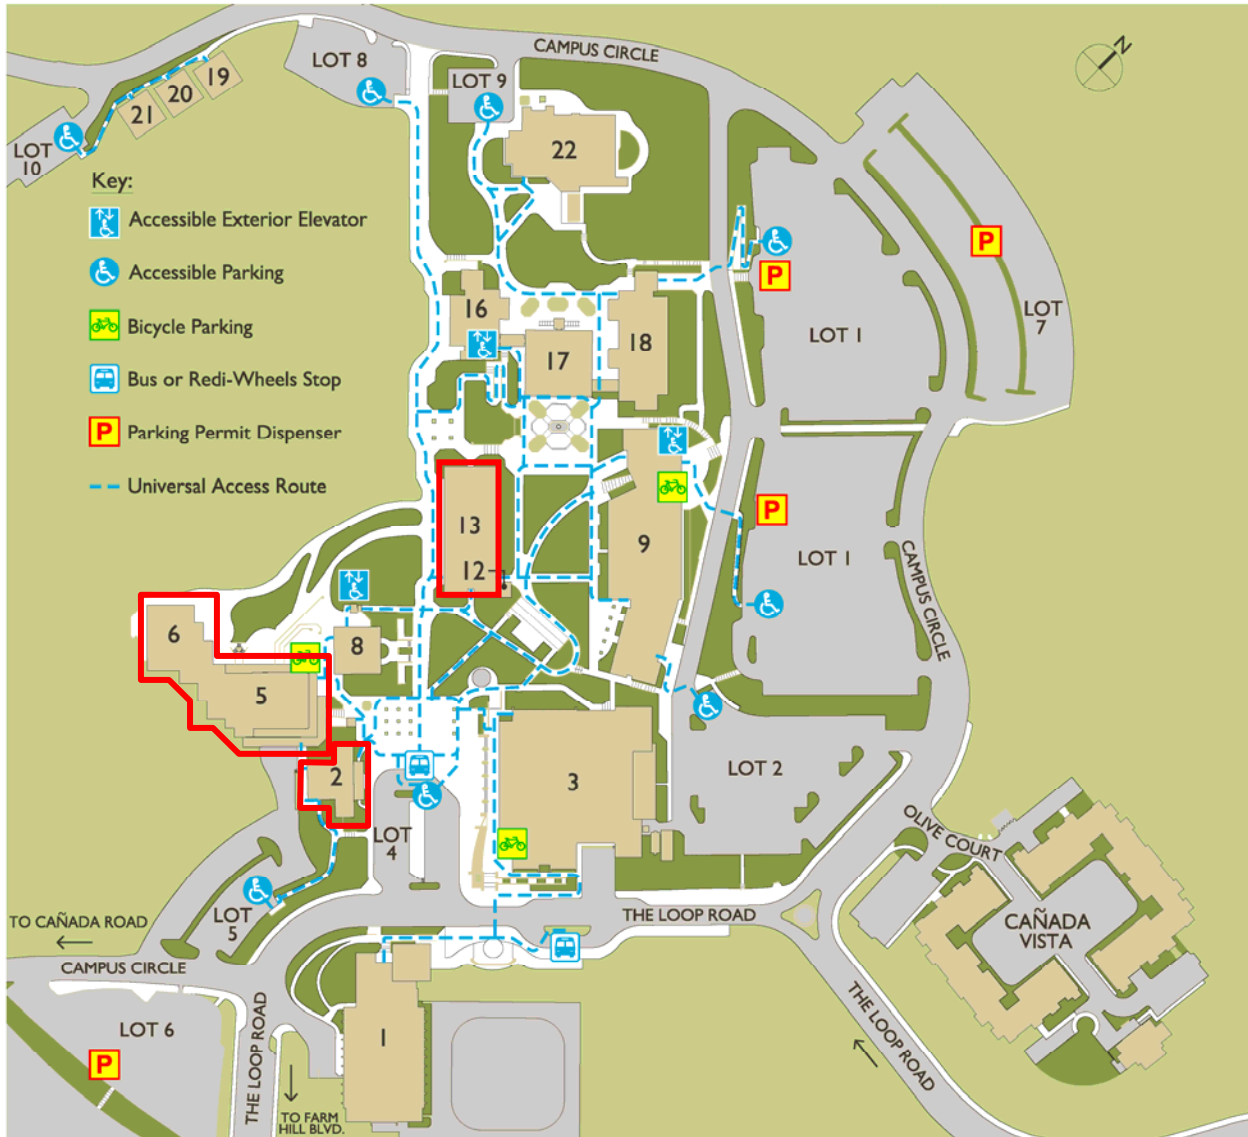 CAMPUS CIRCLE
N
LOT 8
LOT 9
19
20
21
22
LOT
10
Key:
Accessible Exterior Elevator
Accessible Parking
Bicycle Parking
Bus or Redi-Wheels Stop
P Parking Permit Dispenser
Universal Access Route
P
P
LOT
7
16
17
18
LOT 1
13
12
9
P
LOT 1
CAMPUS CIRCLE
6
8
5
2
3
LOT 2
LOT
4
OLIVE COURT
LOT
5
TO CAÑADA ROAD
THE LOOP ROAD
CAÑADA
VISTA
CAMPUS CIRCLE
LOT 6
P
THE LOOP ROAD
1
THE LOOP ROAD
TO FARM
HILL BLVD.